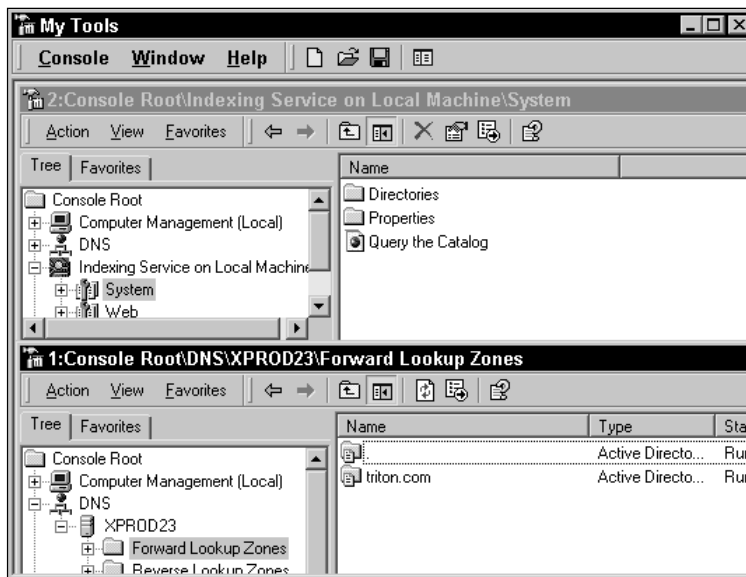 My Tools
Console Window Help
2:Console Root\Indexing Service on Local Machine\System
Action View Favorites
Tree Favorites
Name
Console Root
Computer Management (Local)
DNS
Indexing Service on Local Machine
System
Web
Directories
Properties
Query the Catalog
1:Console Root\DNS\XPROD23\Forward Lookup Zones
Action View Favorites
Tree Favorites
Name Type Sta
Console Root
Computer Management (Local)
DNS
XPROD23
Forward Lookup Zones
Reverse Lookup Zones
. Active Directo... Ru
triton.com Active Directo... Ru